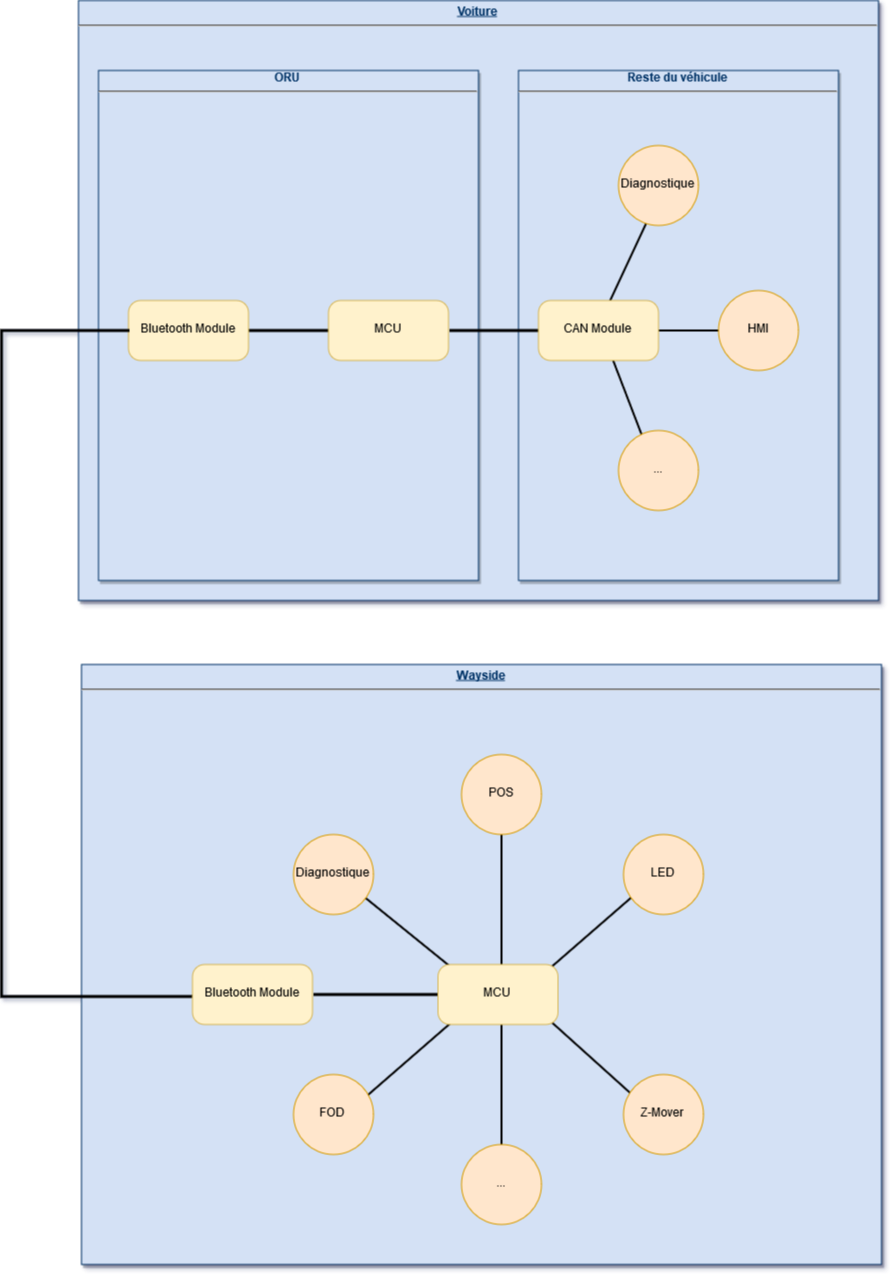 Voiture
ORU
Reste du véhicule
Diagnostique
Bluetooth Module
MCU
CAN Module
HMI
...
Wayside
POS
Diagnostique
LED
Bluetooth Module
MCU
FOD
Z-Mover
...